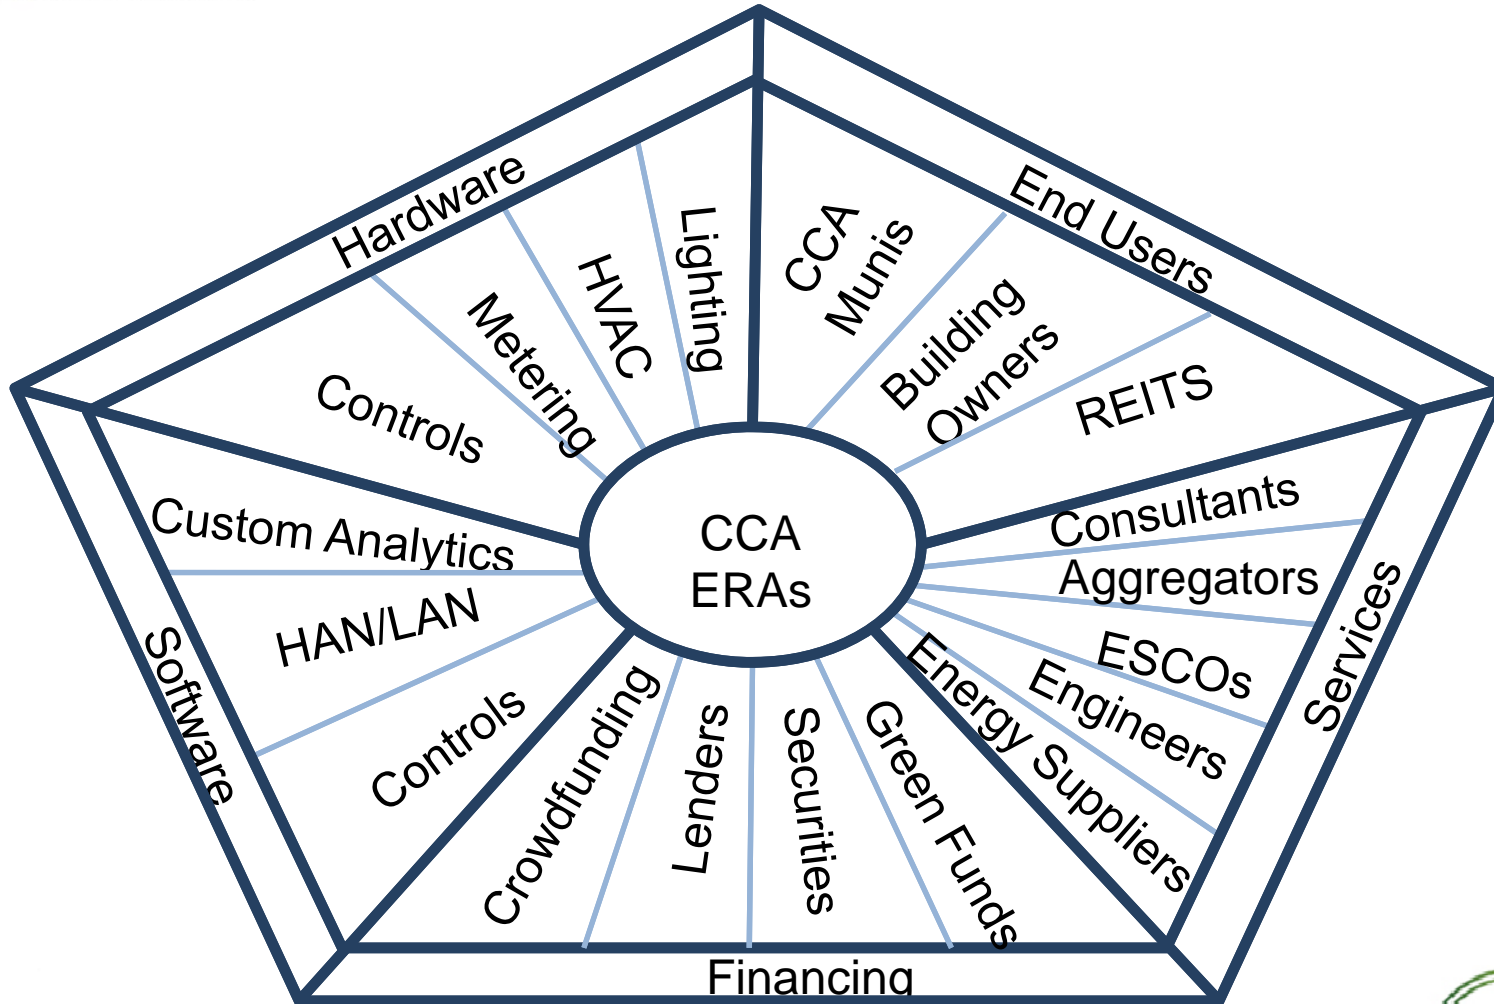 Hardware
End Users
Lighting
HVAC
Metering
Controls
CCA
Munis
Building
Owners
REITS
CCA
ERAs
Custom Analytics
HAN/LAN
Controls
Software
Consultants
Aggregators
ESCOs
Engineers
Energy Suppliers
Services
Crowdfunding
Lenders
Securities
Green Funds
Financing